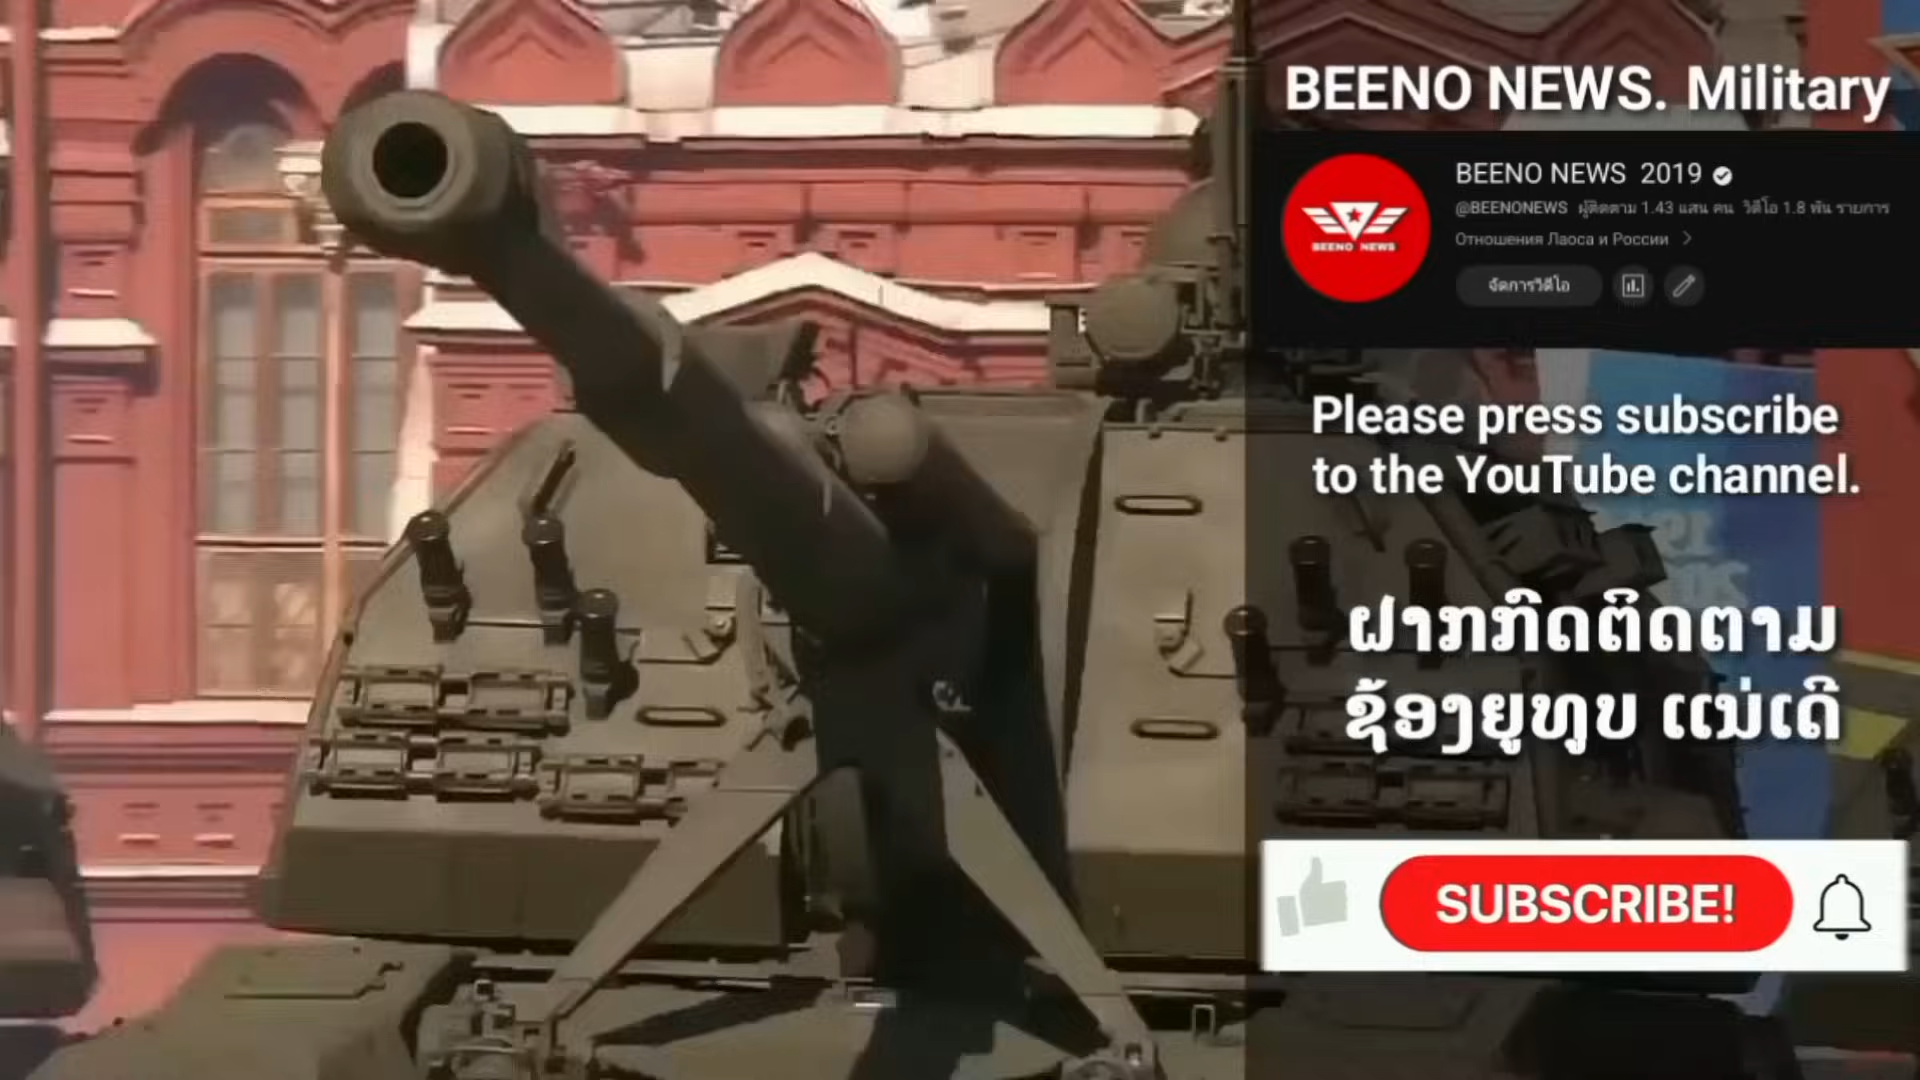 BEENO NEWS. Military
BEENO NEWS 2019
@BEENONEWS ผู้ติดตาม 1.43 แสน คน วิดีโอ 1.8 พัน รายการ
Отношения Лаоса и России
BEENO NEWS
จัดการวิดีโอ
Please press subscribe
to the YouTube channel.
ຝາກກົດຕິດຕາມ
ຊ້ອງຍູທູບ ແນ່ເດີ
SUBSCRIBE!